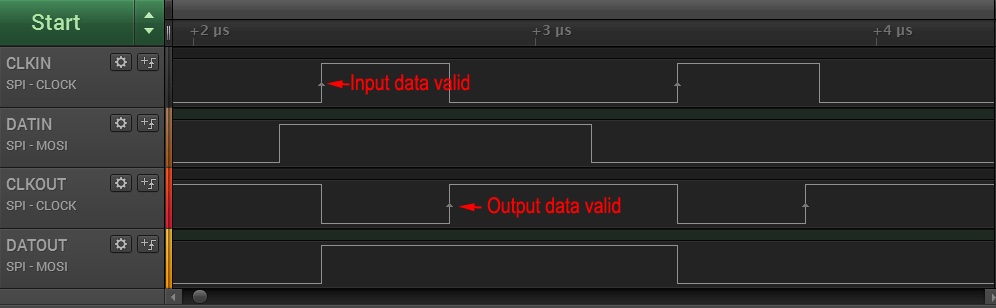 Start
+2 µs
+3 µs
+4 µs
CLKIN
SPI - CLOCK
Input data valid
DATIN
SPI - MOSI
CLKOUT
SPI - CLOCK
Output data valid
DATOUT
SPI - MOSI